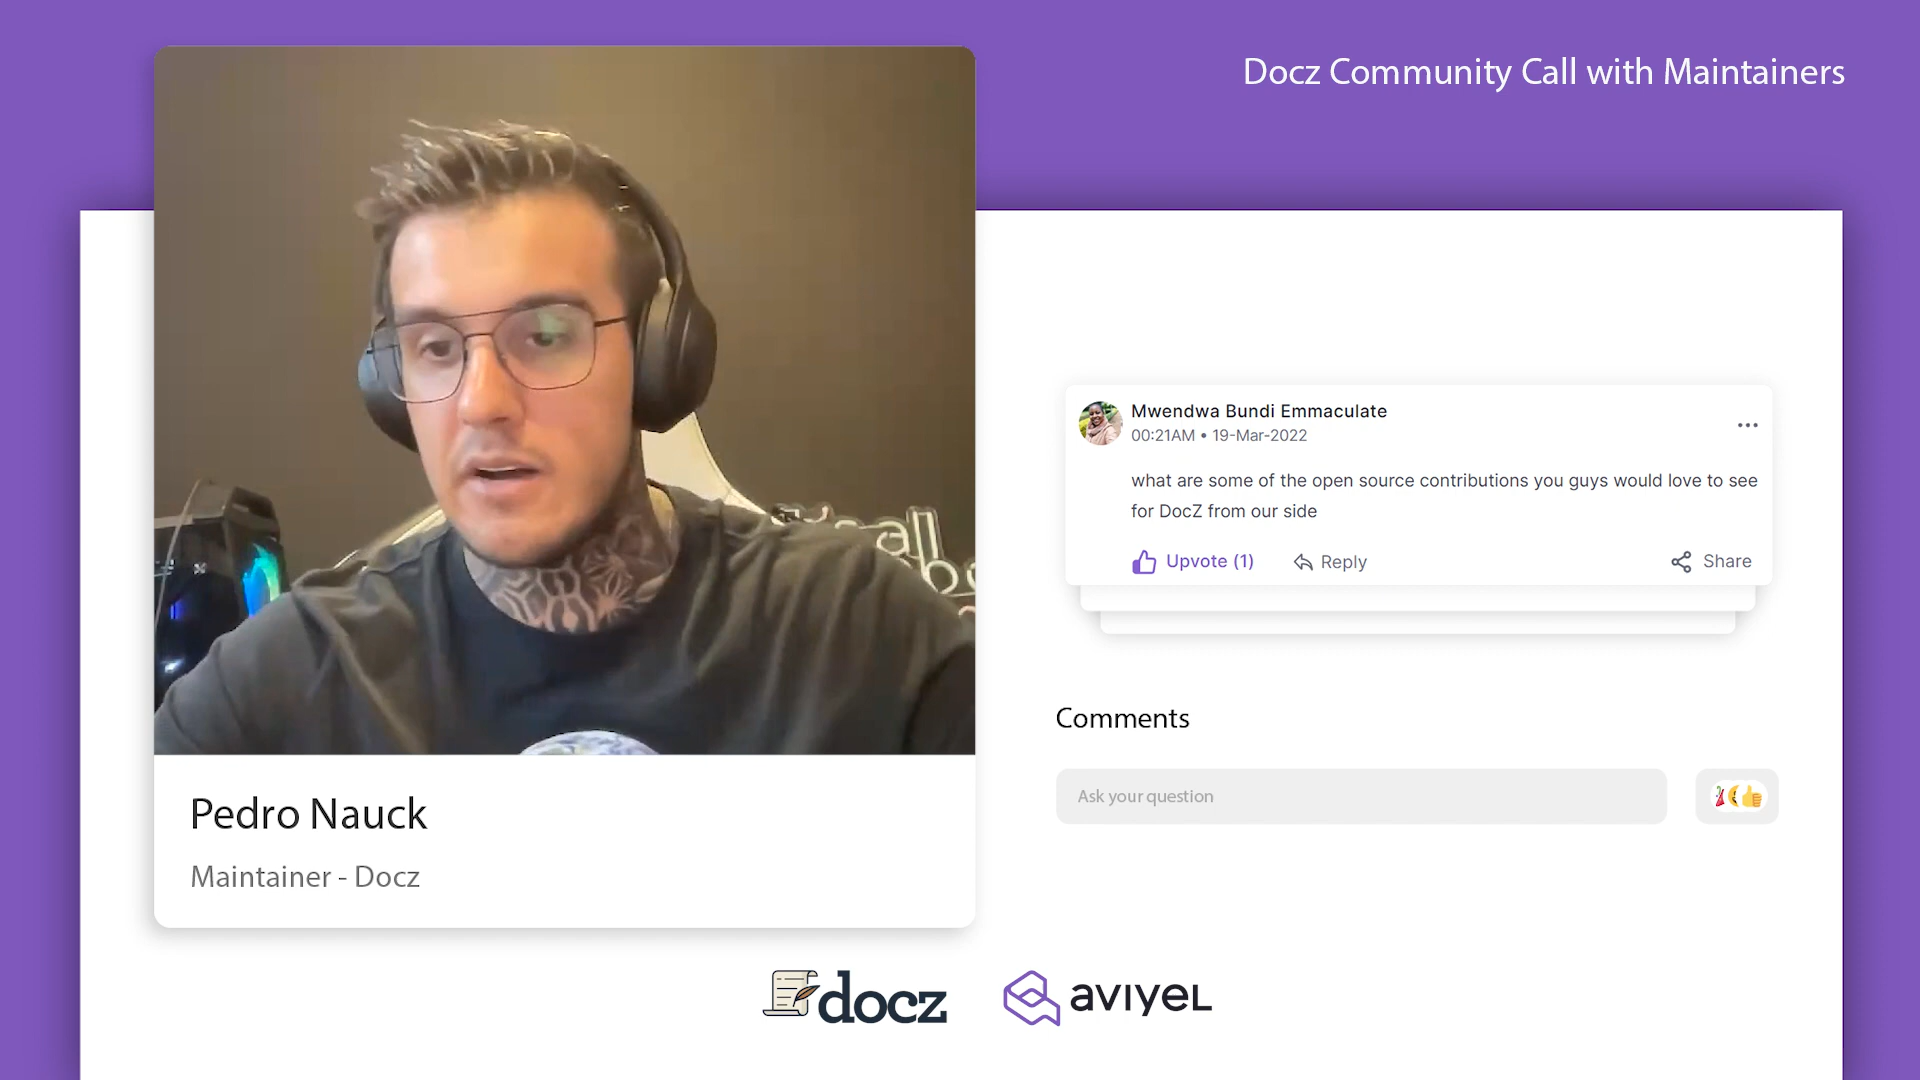 Docz Community Call with Maintainers
Mwendwa Bundi Emmaculate
00:21AM • 19-Mar-2022
what are some of the open source contributions you guys would love to see
for DocZ from our side
Upvote (1)
Reply
Share
Comments
Ask your question
Pedro Nauck
Maintainer - Docz
docz
aviyel